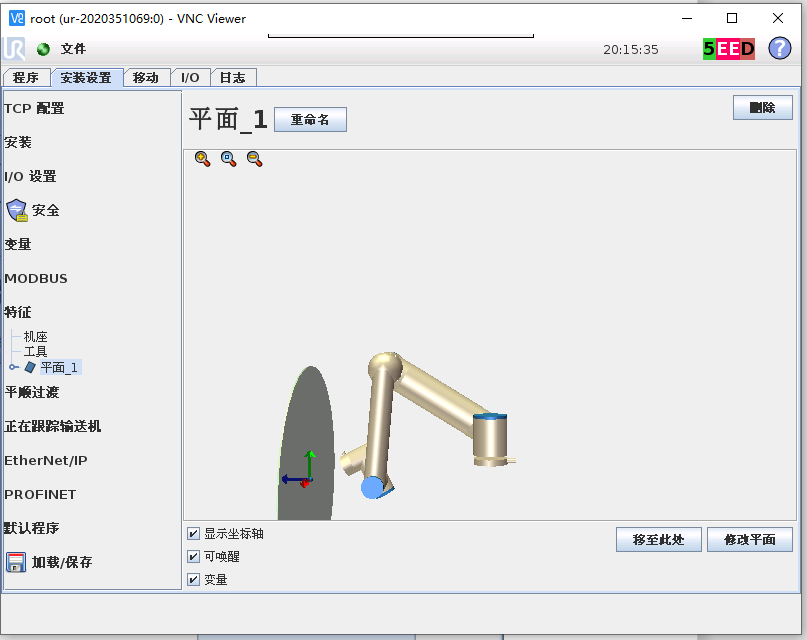 root (ur-2020351069:0) - VNC Viewer
UR
文件
20:15:35
5EED
?
程序
安装设置
移动
I/O
日志
TCP 配置
安装
I/O 设置
安全
变量
MODBUS
特征
机座
工具
平面_1
平顺过渡
正在跟踪输送机
EtherNet/IP
PROFINET
默认程序
加载/保存
平面_1
重命名
删除
显示坐标轴
可唤醒
变量
移至此处
修改平面